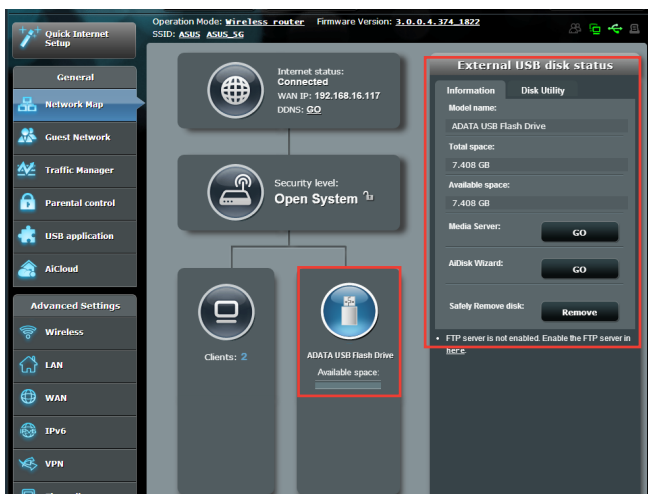 Quick Internet
Setup
Operation Mode: Wireless router Firmware Version: 3.0.0.4.374_1822
SSID: ASUS ASUS_5G
General
Network Map
Guest Network
Traffic Manager
Parental control
USB application
AiCloud
Advanced Settings
Wireless
LAN
WAN
IPv6
VPN
Internet status:
Connected
WAN IP: 192.168.16.117
DDNS: GO
Security level:
Open System
Clients: 2
ADATA USB Flash Drive
Available space:
External USB disk status
Information Disk Utility
Model name:
ADATA USB Flash Drive
Total space:
7.408 GB
Available space:
7.408 GB
Media Server: GO
AiDisk Wizard: GO
Safely Remove disk: Remove
• FTP server is not enabled. Enable the FTP server in
here.